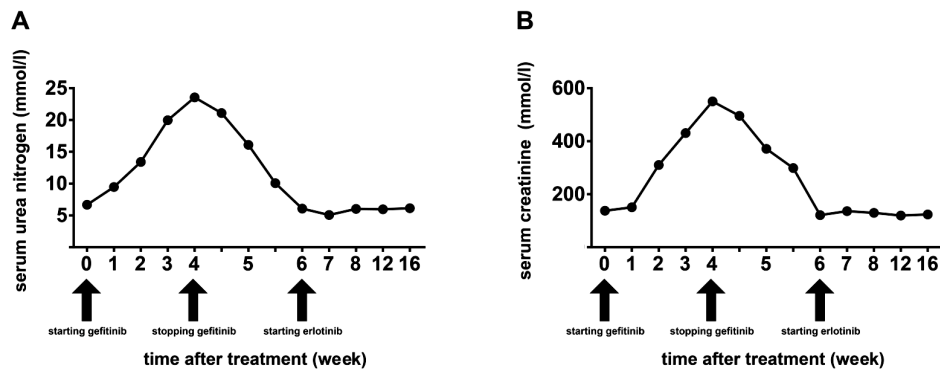 A
serum urea nitrogen (mmol/l)
25
20
15
10
5
0 1 2 3 4 5 6 7 8 12 16
starting gefitinib stopping gefitinib starting erlotinib
time after treatment (week)
B
serum creatinine (mmol/l)
600
400
200
0 1 2 3 4 5 6 7 8 12 16
starting gefitinib stopping gefitinib starting erlotinib
time after treatment (week)